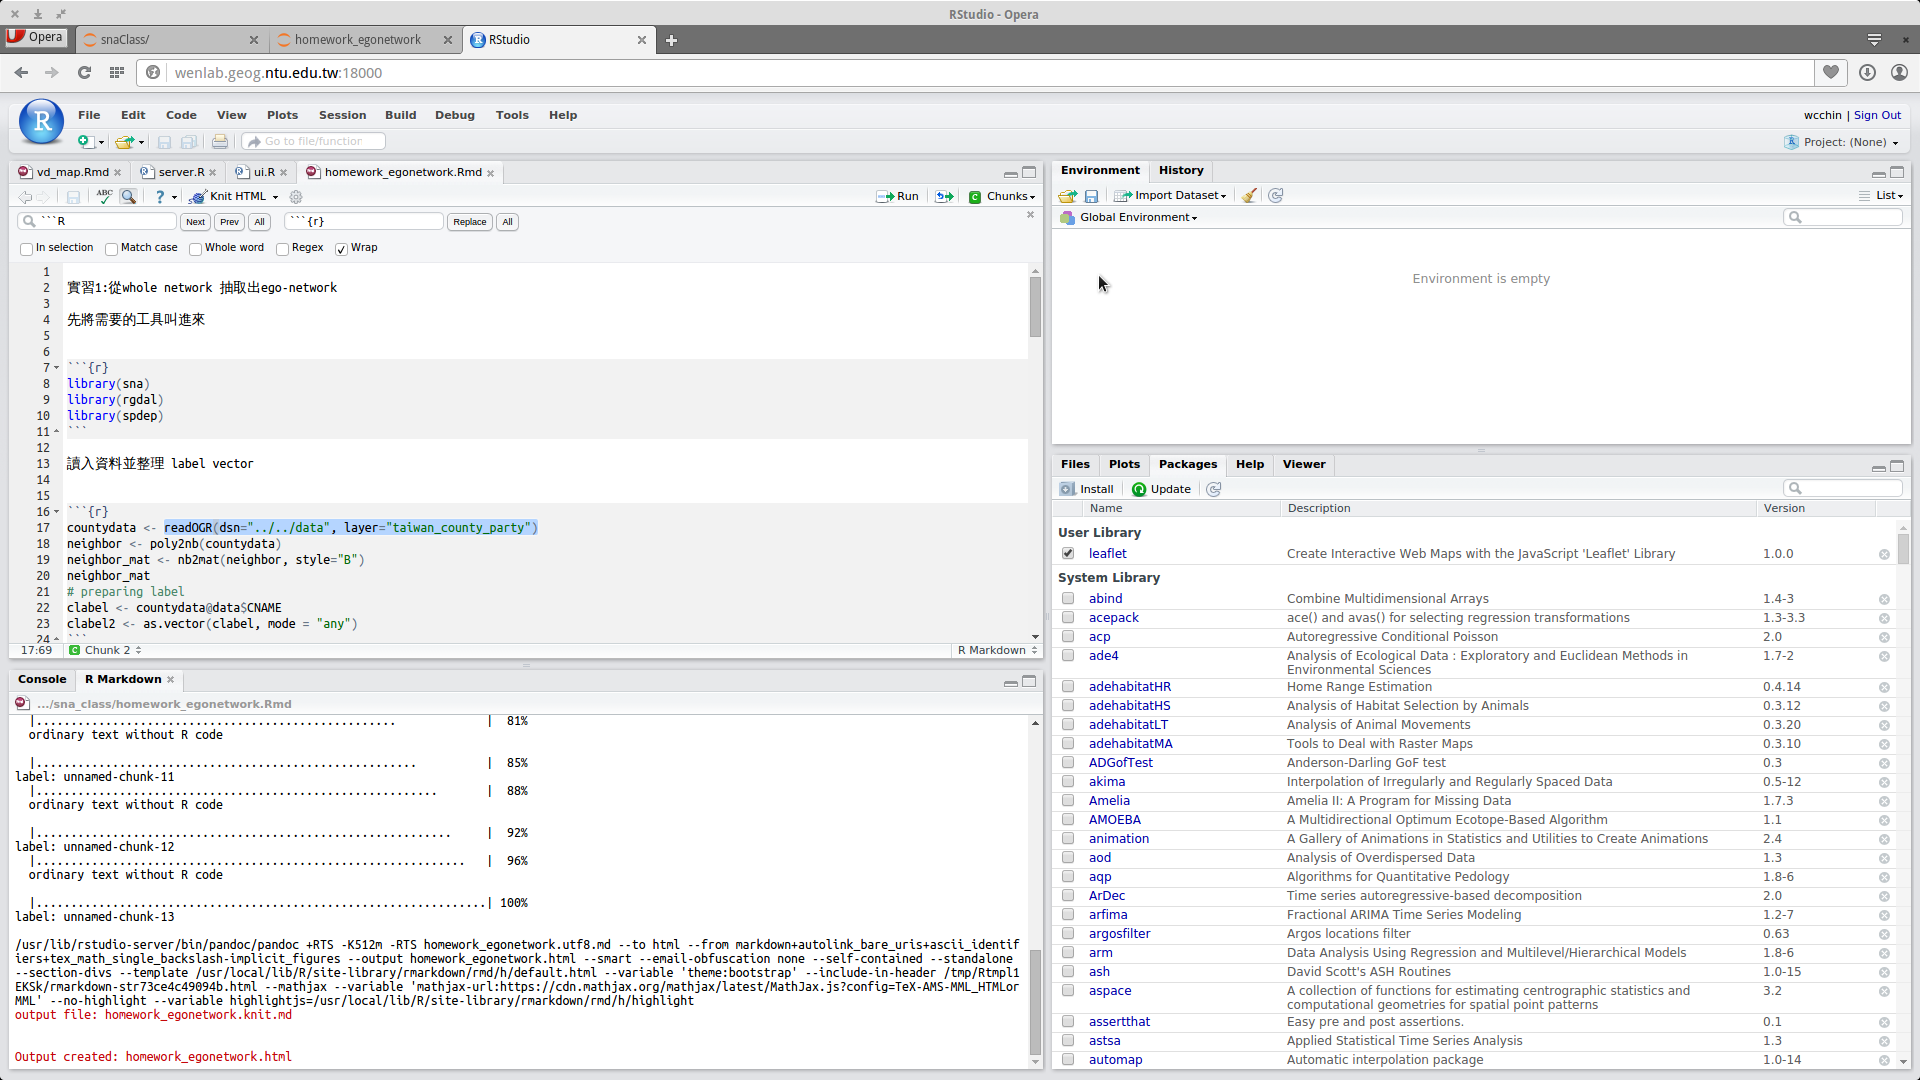 RStudio - Opera
Opera
snaClass/
homework_egonetwork
RStudio
wenlab.geog.ntu.edu.tw:18000
File Edit Code View Plots Session Build Debug Tools Help
wcchin | Sign Out
Go to file/function
Project: (None)
vd_map.Rmd
server.R
ui.R
homework_egonetwork.Rmd
ABC
?
Knit HTML
Run
Chunks
```R
Next
Prev
All
```{r}
Replace
All
In selection
Match case
Whole word
Regex
Wrap
1
2 實習1:從whole network 抽取出ego-network
3
4 先將需要的工具叫進來
5
6
7 ```{r}
8 library(sna)
9 library(rgdal)
10 library(spdep)
11 ```
12
13 讀入資料並整理 label vector
14
15
16 ```{r}
17 countydata <- readOGR(dsn="../../data", layer="taiwan_county_party")
18 neighbor <- poly2nb(countydata)
19 neighbor_mat <- nb2mat(neighbor, style="B")
20 neighbor_mat
21 # preparing label
22 clabel <- countydata@data$CNAME
23 clabel2 <- as.vector(clabel, mode = "any")
24 ```
17:69
Chunk 2
R Markdown
Console
R Markdown
.../sna_class/homework_egonetwork.Rmd
|.................................................... | 81%
ordinary text without R code
|....................................................... | 85%
label: unnamed-chunk-11
|.......................................................... | 88%
ordinary text without R code
|............................................................ | 92%
label: unnamed-chunk-12
|.............................................................. | 96%
ordinary text without R code
|.................................................................| 100%
label: unnamed-chunk-13
/usr/lib/rstudio-server/bin/pandoc/pandoc +RTS -K512m -RTS homework_egonetwork.utf8.md --to html --from markdown+autolink_bare_uris+ascii_identif
iers+tex_math_single_backslash-implicit_figures --output homework_egonetwork.html --smart --email-obfuscation none --self-contained --standalone
--section-divs --template /usr/local/lib/R/site-library/rmarkdown/rmd/h/default.html --variable 'theme:bootstrap' --include-in-header /tmp/Rtmpl1
EKSk/rmarkdown-str73ce4c49094b.html --mathjax --variable 'mathjax-url:https://cdn.mathjax.org/mathjax/latest/MathJax.js?config=TeX-AMS-MML_HTMLor
MML' --no-highlight --variable highlightjs=/usr/local/lib/R/site-library/rmarkdown/rmd/h/highlight
output file: homework_egonetwork.knit.md
Output created: homework_egonetwork.html
Environment
History
Import Dataset
List
Global Environment
Environment is empty
Files Plots Packages Help Viewer
Install
Update
Name Description Version
User Library
leaflet Create Interactive Web Maps with the JavaScript 'Leaflet' Library 1.0.0
System Library
abind Combine Multidimensional Arrays 1.4-3
acepack ace() and avas() for selecting regression transformations 1.3-3.3
acp Autoregressive Conditional Poisson 2.0
ade4 Analysis of Ecological Data : Exploratory and Euclidean Methods in 1.7-2
Environmental Sciences
adehabitatHR Home Range Estimation 0.4.14
adehabitatHS Analysis of Habitat Selection by Animals 0.3.12
adehabitatLT Analysis of Animal Movements 0.3.20
adehabitatMA Tools to Deal with Raster Maps 0.3.10
ADGofTest Anderson-Darling GoF test 0.3
akima Interpolation of Irregularly and Regularly Spaced Data 0.5-12
Amelia Amelia II: A Program for Missing Data 1.7.3
AMOEBA A Multidirectional Optimum Ecotope-Based Algorithm 1.1
animation A Gallery of Animations in Statistics and Utilities to Create Animations 2.4
aod Analysis of Overdispersed Data 1.3
aqp Algorithms for Quantitative Pedology 1.8-6
ArDec Time series autoregressive-based decomposition 2.0
arfima Fractional ARIMA Time Series Modeling 1.2-7
argosfilter Argos locations filter 0.63
arm Data Analysis Using Regression and Multilevel/Hierarchical Models 1.8-6
ash David Scott's ASH Routines 1.0-15
aspace A collection of functions for estimating centrographic statistics and 3.2
computational geometries for spatial point patterns
assertthat Easy pre and post assertions. 0.1
astsa Applied Statistical Time Series Analysis 1.3
automap Automatic interpolation package 1.0-14